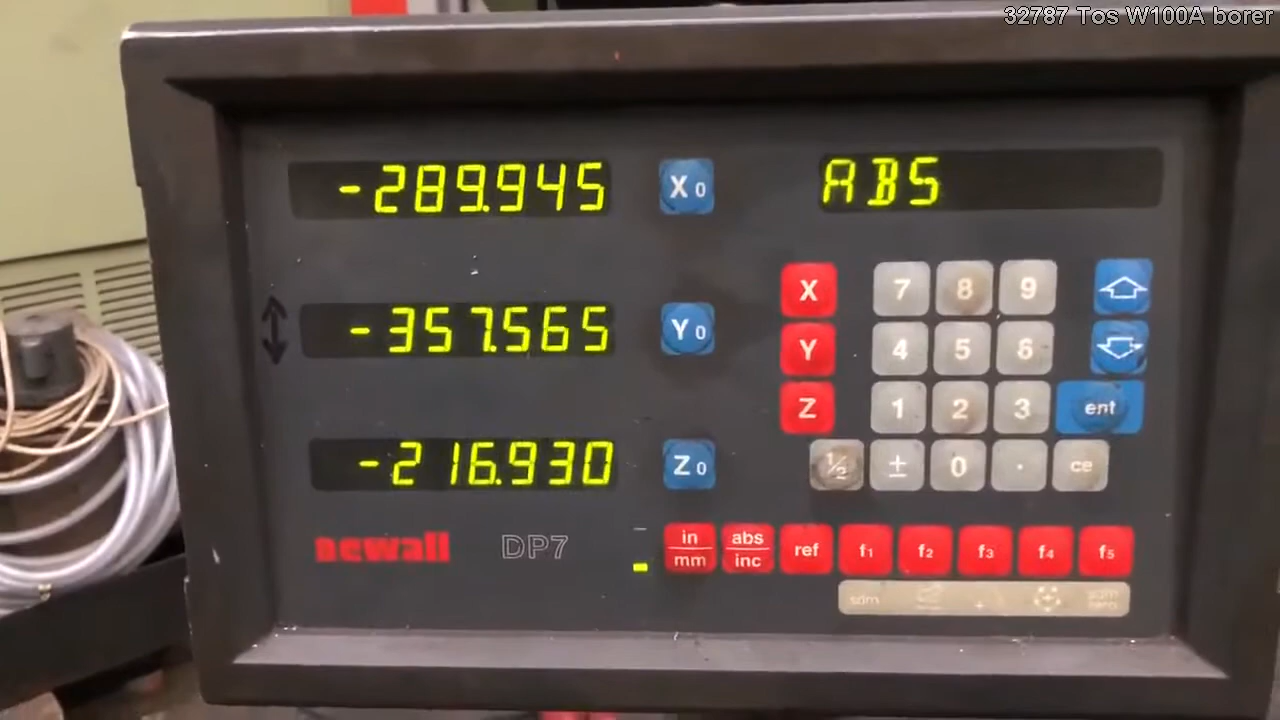 32787 Tos W100A borer
-289.945 X0 ABS
X 7 8 9
-357.565 Y0
Y 4 5 6
Z 1 2 3 ent
-216.930 Z0
½ ± 0 . ce
newall DP7
in/mm abs/inc ref f1 f2 f3 f4 f5
sdm